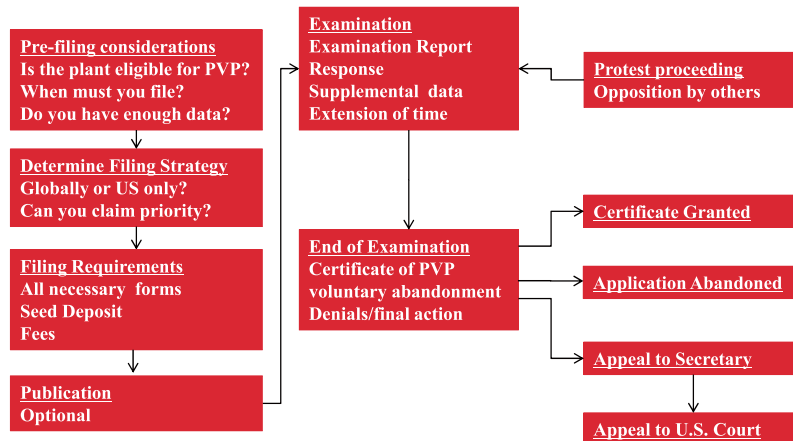 Pre-filing considerations
Is the plant eligible for PVP?
When must you file?
Do you have enough data?
Determine Filing Strategy
Globally or US only?
Can you claim priority?
Filing Requirements
All necessary forms
Seed Deposit
Fees
Publication
Optional
Examination
Examination Report
Response
Supplemental data
Extension of time
Protest proceeding
Opposition by others
End of Examination
Certificate of PVP
voluntary abandonment
Denials/final action
Certificate Granted
Application Abandoned
Appeal to Secretary
Appeal to U.S. Court